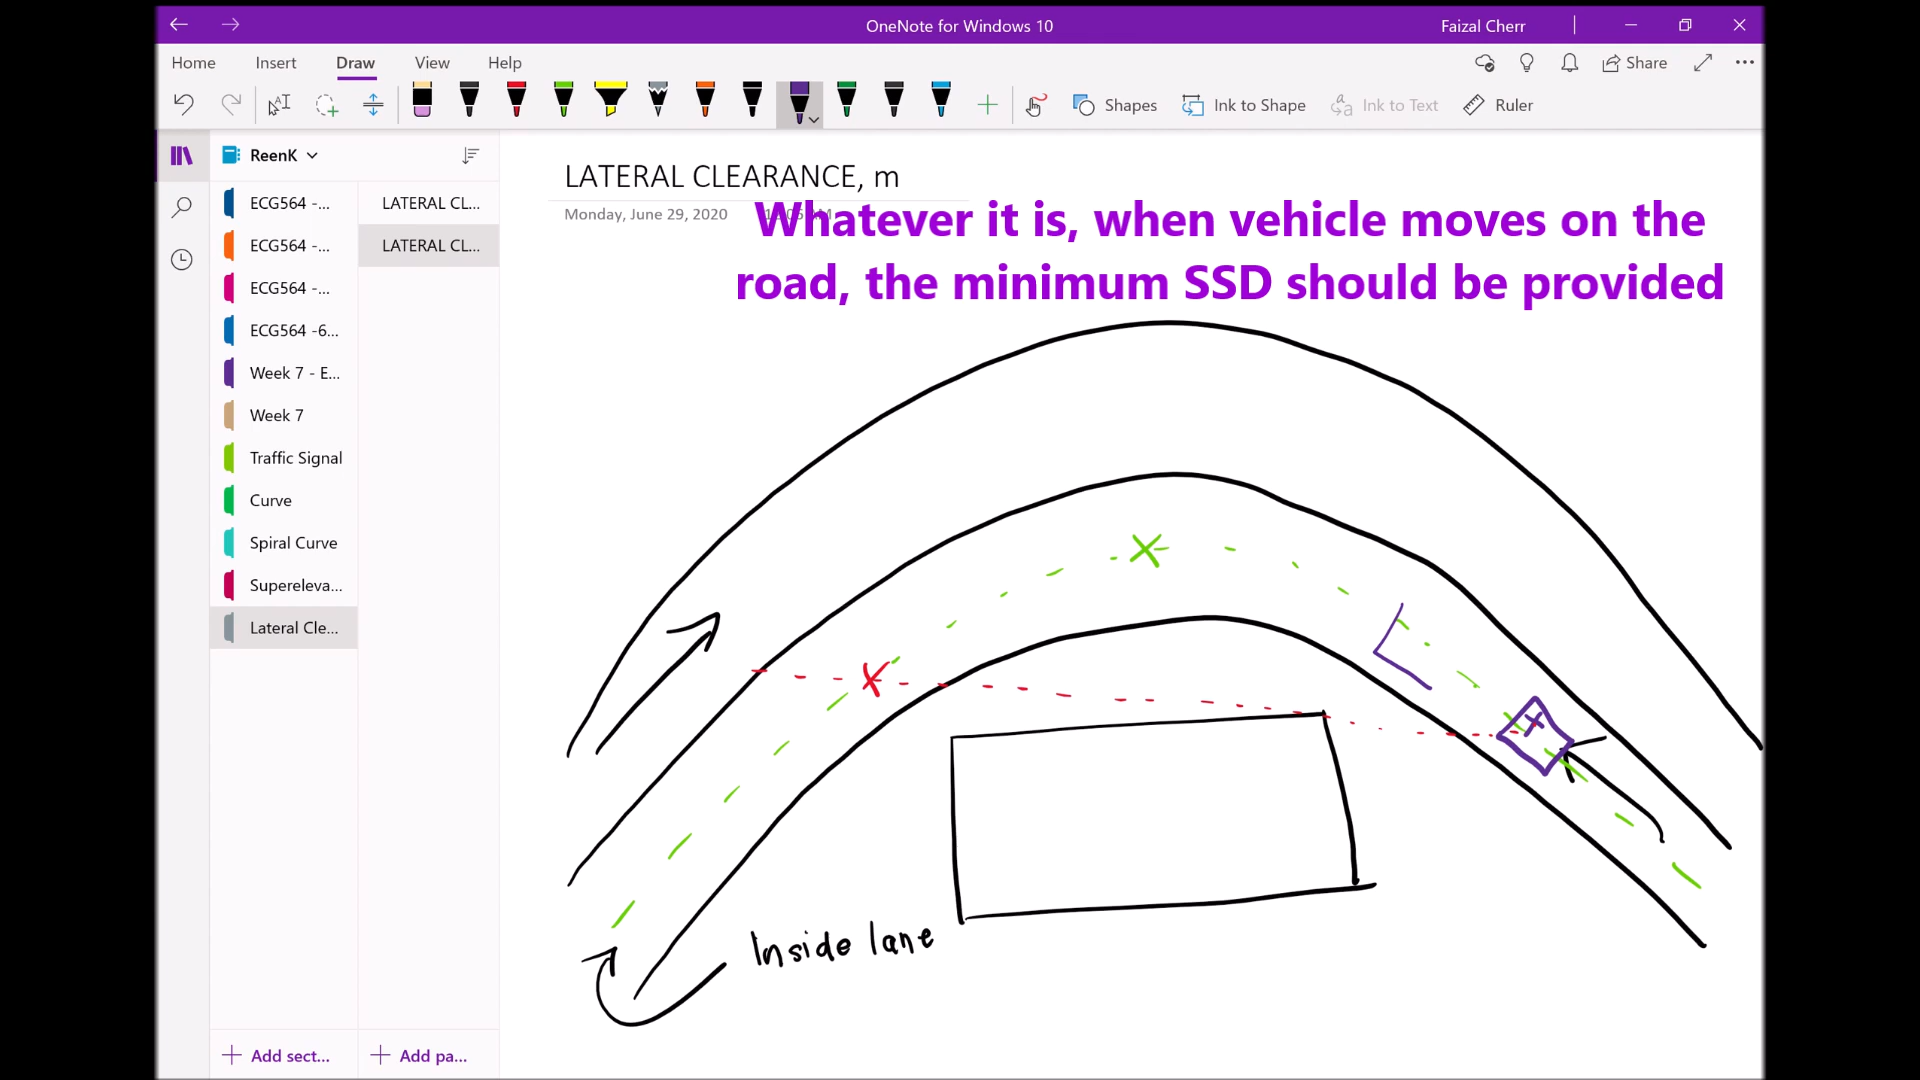 OneNote for Windows 10
Faizal Cherr
Home
Insert
Draw
View
Help
Share
Shapes
Ink to Shape
Ink to Text
Ruler
ReenK
ECG564 -...
ECG564 -...
ECG564 -...
ECG564 -6...
Week 7 - E...
Week 7
Traffic Signal
Curve
Spiral Curve
Supereleva...
Lateral Cle...
LATERAL CL...
LATERAL CL...
LATERAL CLEARANCE, m
Monday, June 29, 2020
Whatever it is, when vehicle moves on the
road, the minimum SSD should be provided
Inside lane
Add sect...
Add pa...